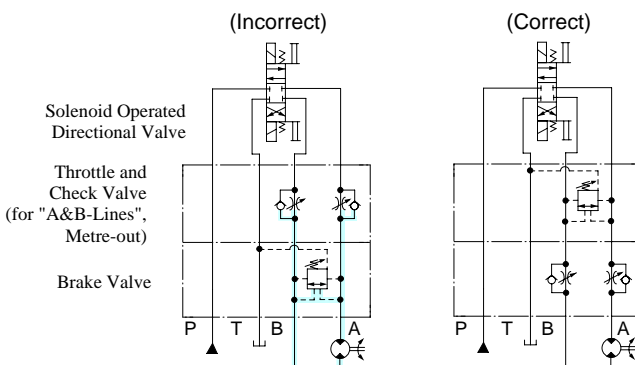 (Incorrect)
(Correct)
Solenoid Operated
Directional Valve
Throttle and
Check Valve
(for "A&B-Lines",
Metre-out)
Brake Valve
P T B A
P T B A